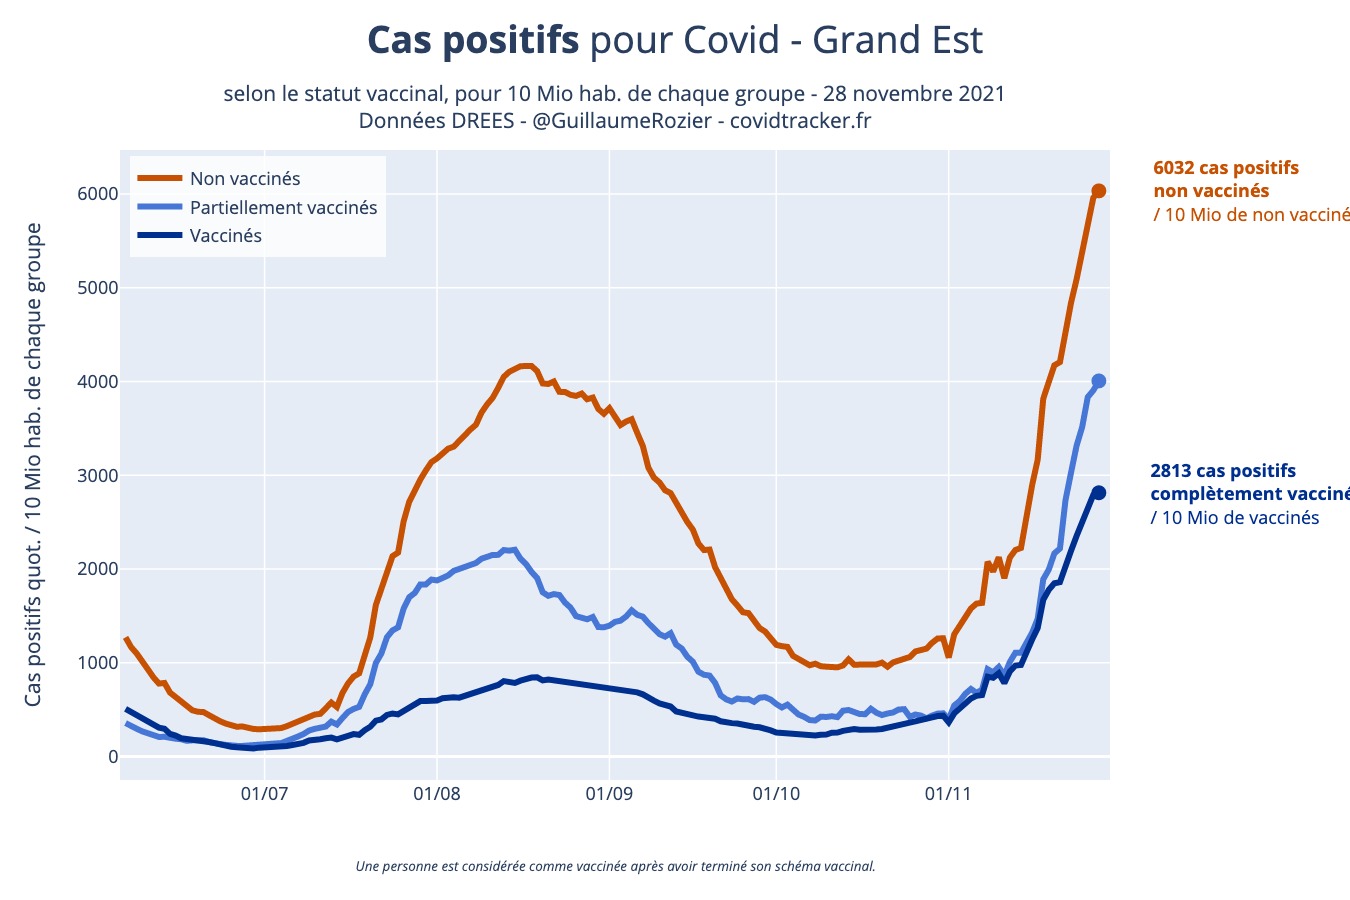 Cas positifs pour Covid - Grand Est
selon le statut vaccinal, pour 10 Mio hab. de chaque groupe - 28 novembre 2021
Données DREES - @GuillaumeRozier - covidtracker.fr
Non vaccinés
Partiellement vaccinés
Vaccinés
6032 cas positifs
non vaccinés
/ 10 Mio de non vacciné
2813 cas positifs
complètement vacciné
/ 10 Mio de vaccinés
Cas positifs quot. / 10 Mio hab. de chaque groupe
6000
5000
4000
3000
2000
1000
0
01/07
01/08
01/09
01/10
01/11
Une personne est considérée comme vaccinée après avoir terminé son schéma vaccinal.